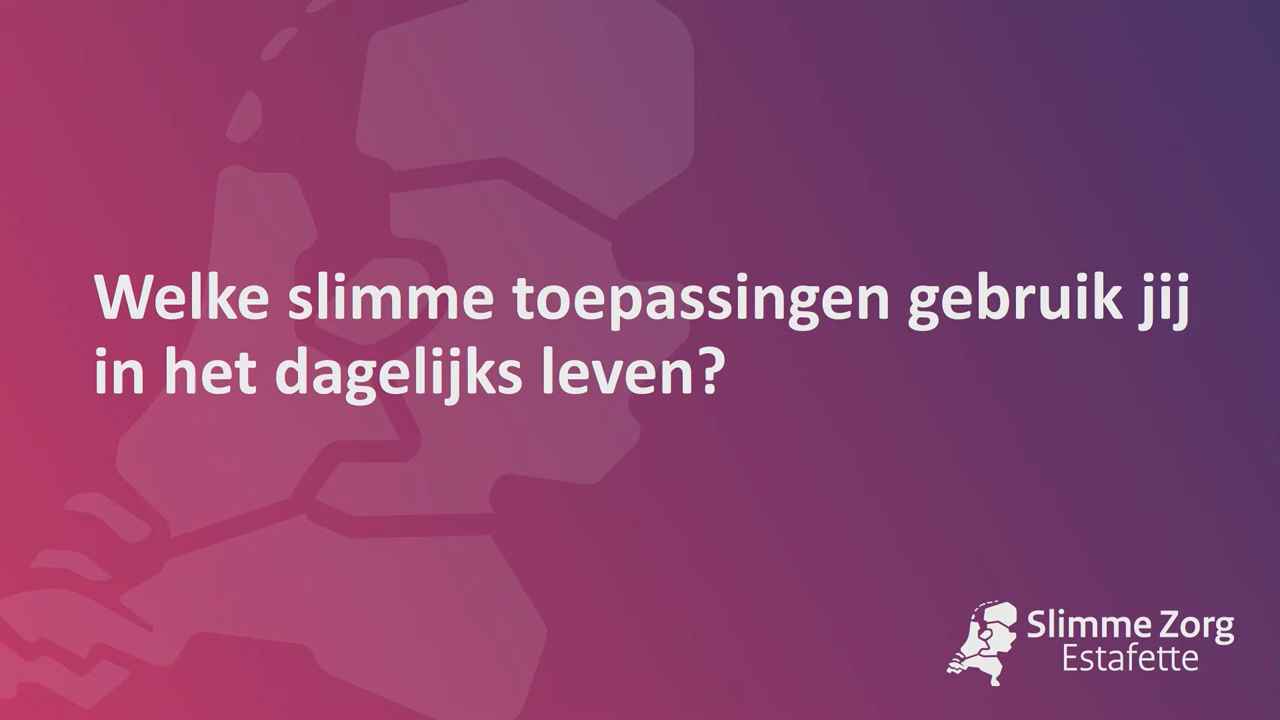 Welke slimme toepassingen gebruik jij
in het dagelijks leven?
Slimme Zorg
Estafette